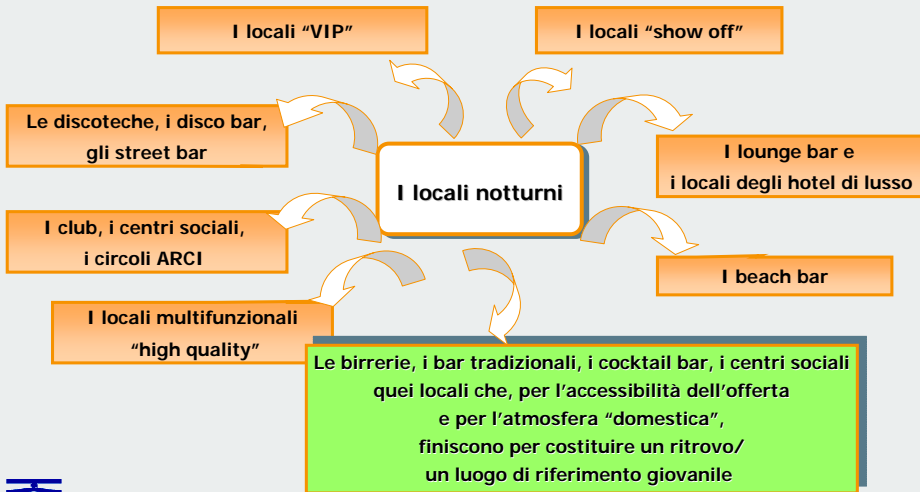 I locali “VIP”
I locali “show off”
Le discoteche, i disco bar,
gli street bar
I lounge bar e
i locali degli hotel di lusso
I locali notturni
I club, i centri sociali,
i circoli ARCI
I beach bar
I locali multifunzionali
“high quality”
Le birrerie, i bar tradizionali, i cocktail bar, i centri sociali
quei locali che, per l'accessibilità dell'offerta
e per l'atmosfera “domestica”,
finiscono per costituire un ritrovo/
un luogo di riferimento giovanile